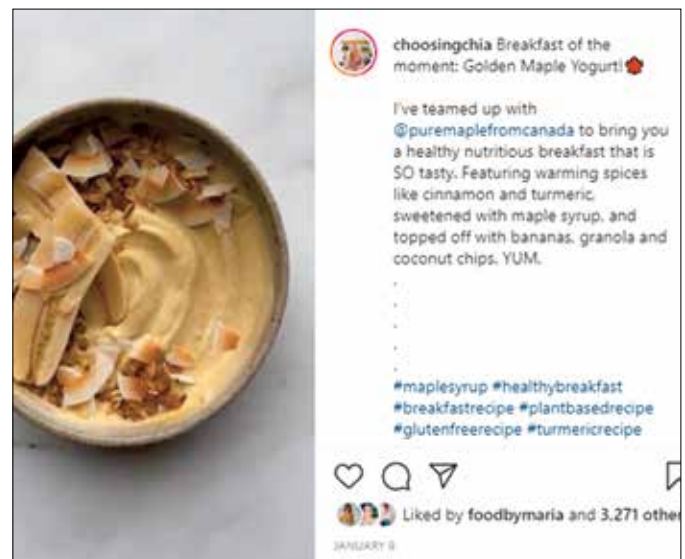 choosingchia Breakfast of the
moment: Golden Maple Yogurt!🍁
I've teamed up with
@puremaplefromcanada to bring you
a healthy nutritious breakfast that is
SO tasty. Featuring warming spices
like cinnamon and turmeric,
sweetened with maple syrup, and
topped off with bananas, granola and
coconut chips. YUM.
.
.
.
.
.
#maplesyrup #healthybreakfast
#breakfastrecipe #plantbasedrecipe
#glutenfreerecipe #turmericrecipe
Liked by foodbymaria and 3,271 other
JANUARY